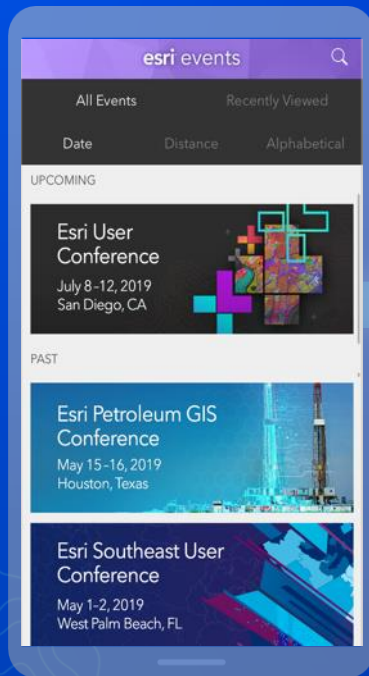 esri events
All Events Recently Viewed
Date Distance Alphabetical
UPCOMING
Esri User
Conference
July 8-12, 2019
San Diego, CA
PAST
Esri Petroleum GIS
Conference
May 15-16, 2019
Houston, Texas
Esri Southeast User
Conference
May 1-2, 2019
West Palm Beach, FL